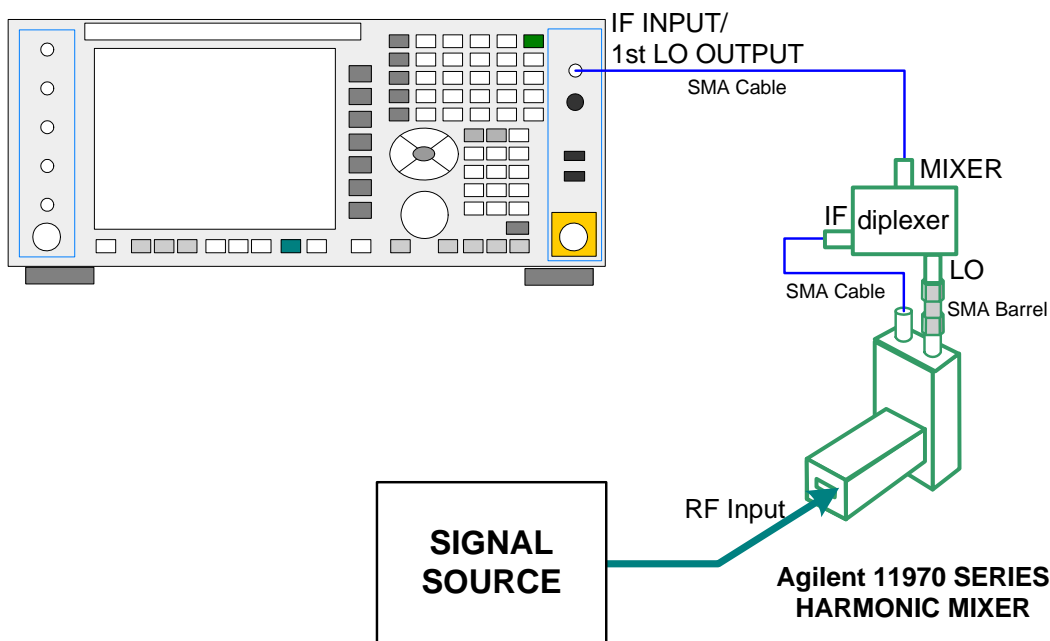 IF INPUT/
1st LO OUTPUT
SMA Cable
MIXER
IF
diplexer
LO
SMA Cable
SMA Barrel
RF Input
SIGNAL
SOURCE
Agilent 11970 SERIES
HARMONIC MIXER